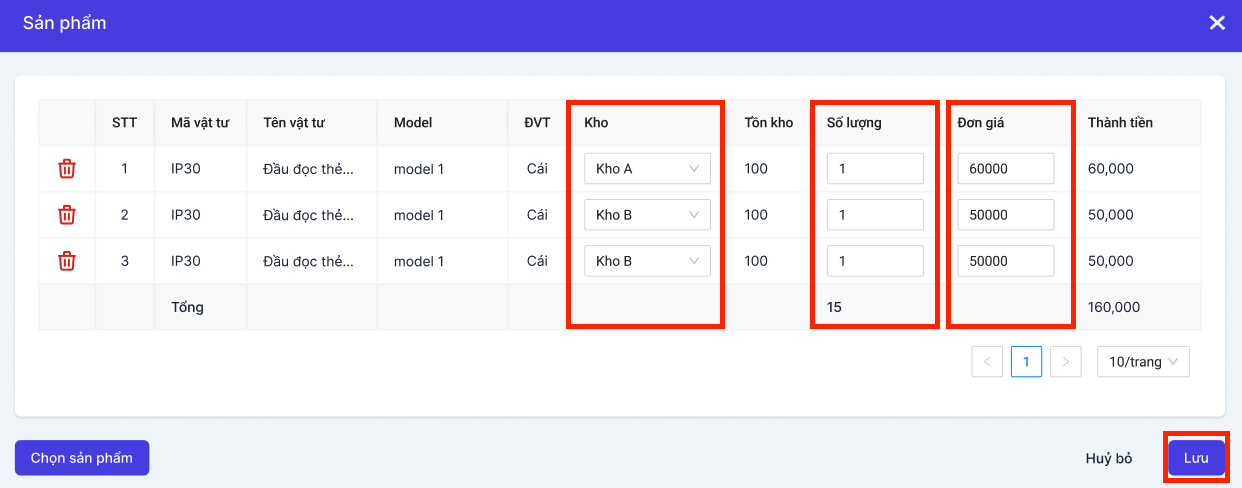 Sản phẩm
STT Mã vật tư Tên vật tư Model ĐVT Kho Tồn kho Số lượng Đơn giá Thành tiền
1 IP30 Đầu đọc thẻ... model 1 Cái Kho A 100 1 60000 60,000
2 IP30 Đầu đọc thẻ... model 1 Cái Kho B 100 1 50000 50,000
3 IP30 Đầu đọc thẻ... model 1 Cái Kho B 100 1 50000 50,000
Tổng 15 160,000
1 10/trang
Chọn sản phẩm Huỷ bỏ Lưu